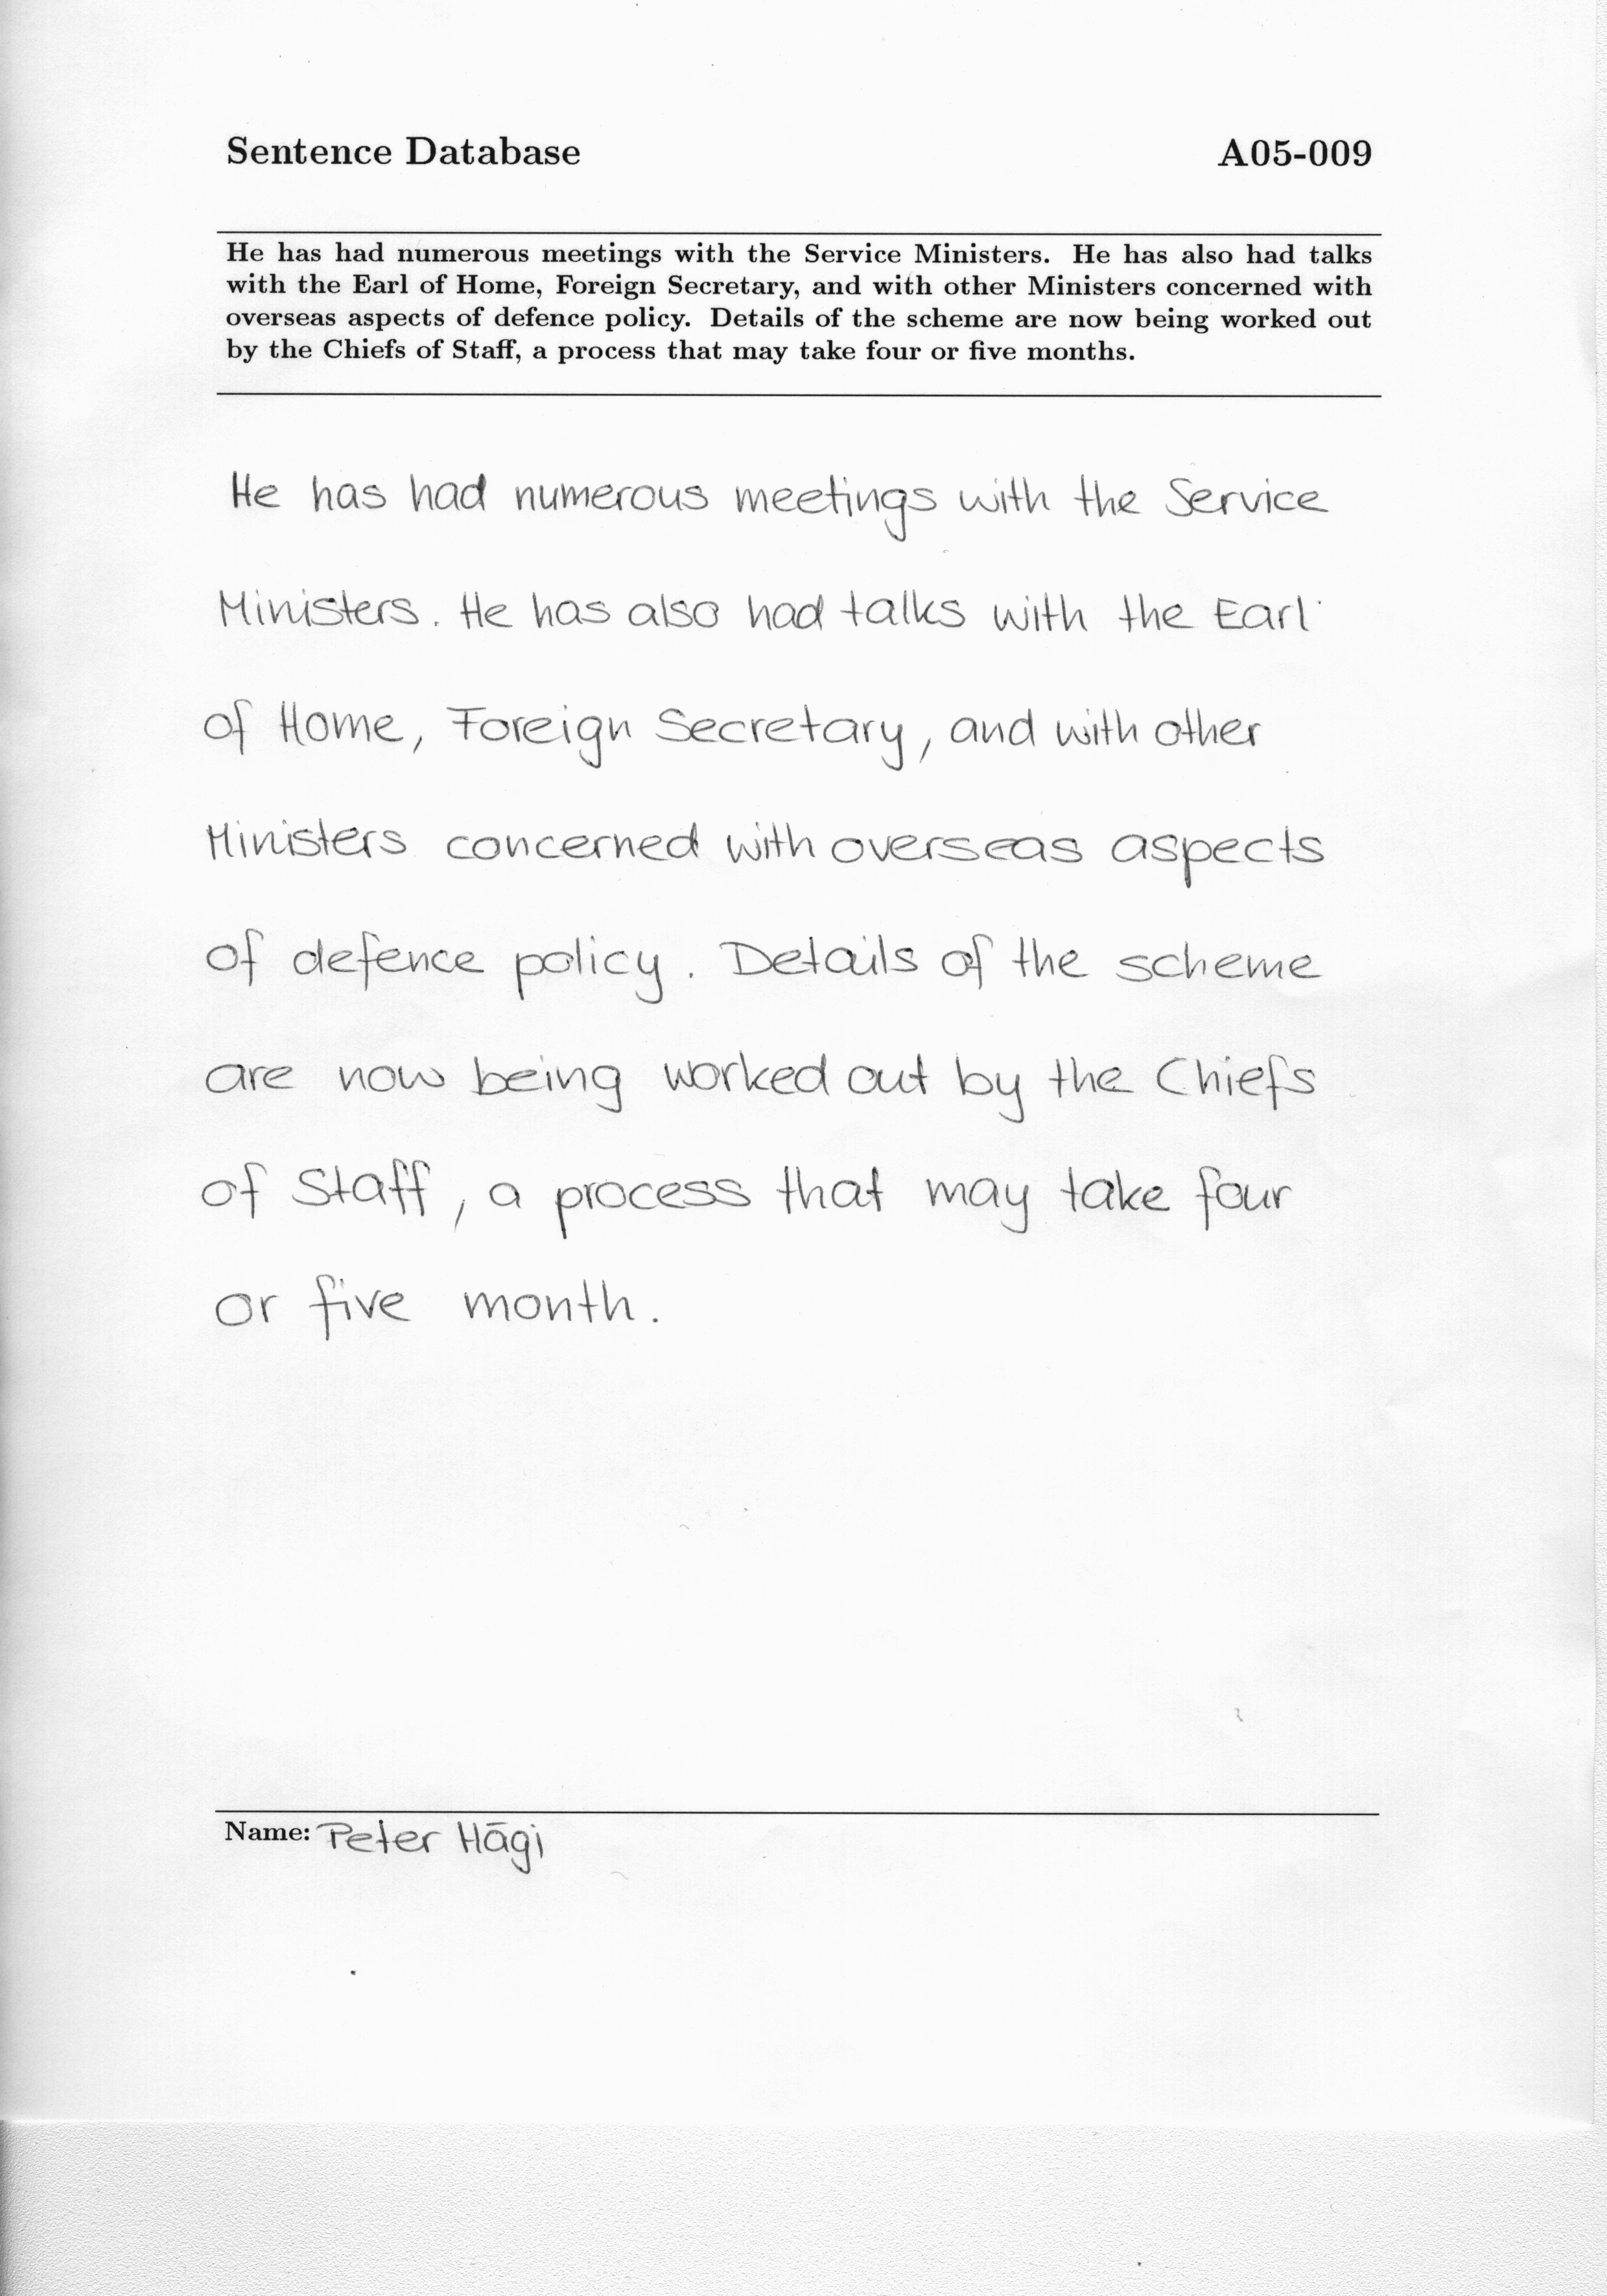 Sentence Database A05-009
He has had numerous meetings with the Service Ministers. He has also had talks
with the Earl of Home, Foreign Secretary, and with other Ministers concerned with
overseas aspects of defence policy. Details of the scheme are now being worked out
by the Chiefs of Staff, a process that may take four or five months.
He has had numerous meetings with the Service
Ministers. He has also had talks with the Earl
of Home, Foreign Secretary, and with other
Ministers concerned with overseas aspects
of defence policy. Details of the scheme
are now being worked out by the Chiefs
of Staff, a process that may take four
or five month.
Name: Peter Hāgi